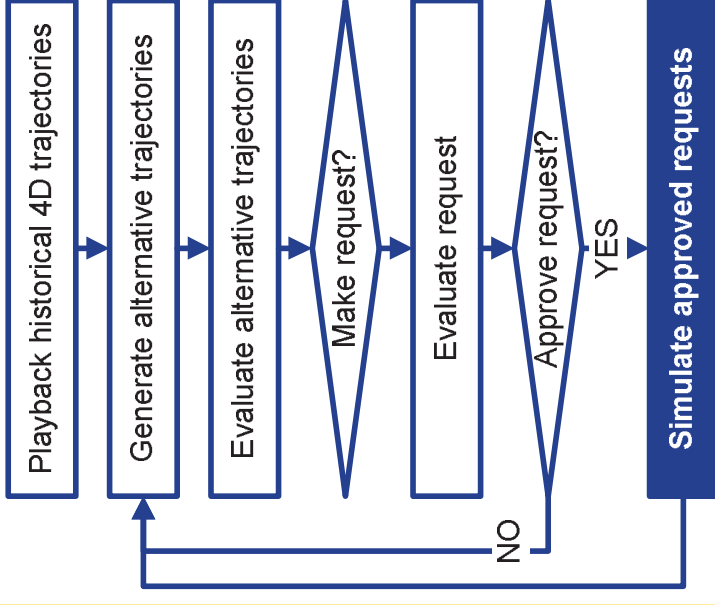 Playback historical 4D trajectories
Generate alternative trajectories
Evaluate alternative trajectories
Make request?
Evaluate request
Approve request?
NO
YES
Simulate approved requests